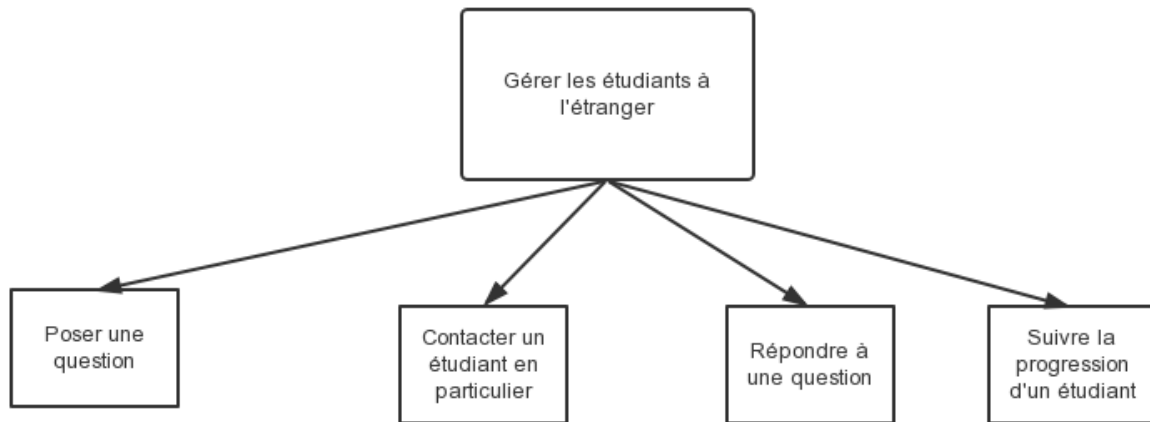 Gérer les étudiants à
l'étranger
Poser une
question
Contacter un
étudiant en
particulier
Répondre à
une question
Suivre la
progression
d'un étudiant